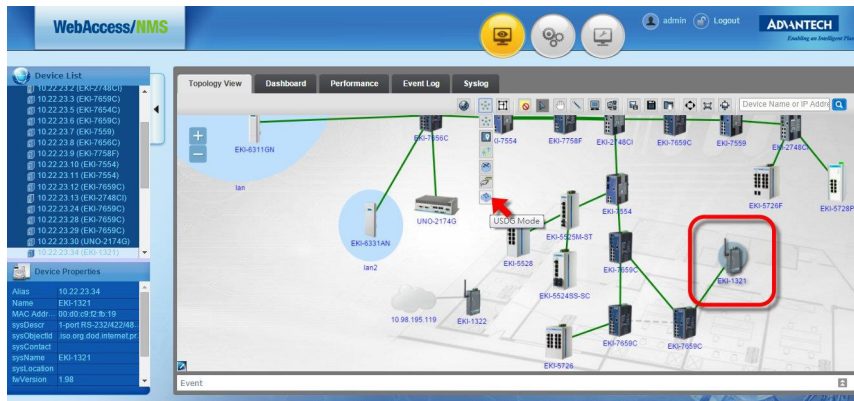 WebAccess/NMS
admin
Logout
ADVANTECH
Enabling an Intelligent Planet
Device List
10.22.23.2 (EKI-2748CI)
10.22.23.3 (EKI-7659C)
10.22.23.5 (EKI-7654C)
10.22.23.6 (EKI-7659C)
10.22.23.7 (EKI-7559)
10.22.23.8 (EKI-7656C)
10.22.23.9 (EKI-7758F)
10.22.23.10 (EKI-7554)
10.22.23.11 (EKI-7554)
10.22.23.12 (EKI-7659C)
10.22.23.13 (EKI-2748CI)
10.22.23.24 (EKI-7659C)
10.22.23.28 (EKI-7659C)
10.22.23.29 (EKI-7659C)
10.22.23.30 (UNO-2174G)
10.22.23.34 (EKI-1321)
Device Properties
Alias 10.22.23.34
Name EKI-1321
MAC Addr... 00:d0:c9:f2:fb:19
sysDescr 1-port RS-232/422/48
sysObjectId iso.org.dod.internet.pr
sysContact
sysName EKI-1321
sysLocation
fwVersion 1.98
Topology View
Dashboard
Performance
Event Log
Syslog
Device Name or IP Addre
EKI-6311GN
lan
EKI-7656C
EKI-7554
EKI-7758F
EKI-2748CI
EKI-7659C
EKI-7559
EKI-2748C
USDG Mode
EKI-6331AN
lan2
UNO-2174G
EKI-5528
EKI-5525M-ST
EKI-7554
EKI-5726F
EKI-5728F
EKI-7659C
EKI-1321
10.98.195.119
EKI-1322
EKI-5524SS-SC
EKI-5726
EKI-7659C
EKI-7659C
Event